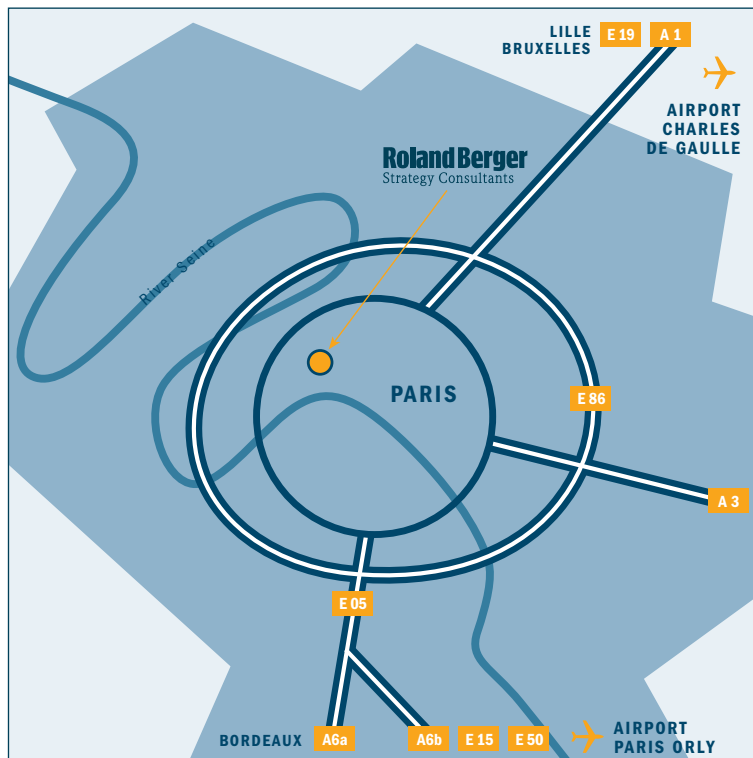 LILLE
BRUXELLES
E 19
A 1
AIRPORT
CHARLES
DE GAULLE
Roland Berger
Strategy Consultants
River Seine
PARIS
E 86
A 3
E 05
BORDEAUX
A6a
A6b
E 15
E 50
AIRPORT
PARIS ORLY